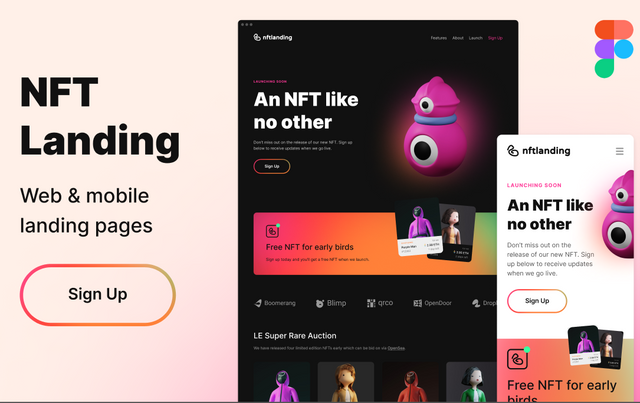 NFT
Landing
Web & mobile
landing pages
Sign Up
nftlanding
Features
About
Launch
Sign Up
LAUNCHING SOON
An NFT like
no other
Don't miss out on the release of our new NFT. Sign up
below to receive updates when we go live.
Sign Up
Free NFT for early birds
Sign up today and you'll get a free NFT when we launch.
Boomerang
Blimp
qrco
OpenDoor
LE Super Rare Auction
We have released four limited edition NFTs early which can be bid on via OpenSea.
nftlanding
LAUNCHING SOON
An NFT like
no other
Don't miss out on the
release of our new NFT. Sign
up below to receive updates
when we go live.
Sign Up
Free NFT for early
birds